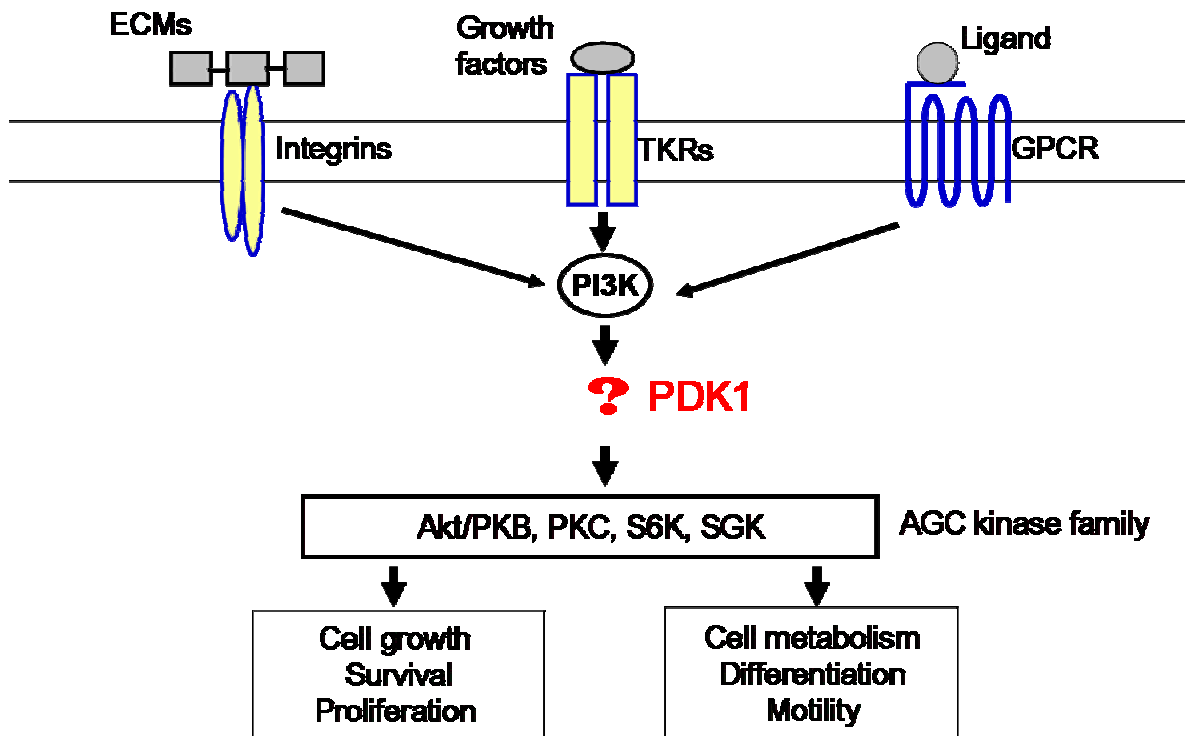 ECMs
Growth
factors
Ligand
Integrins
TKRs
GPCR
PI3K
? PDK1
Akt/PKB, PKC, S6K, SGK
AGC kinase family
Cell growth
Survival
Proliferation
Cell metabolism
Differentiation
Motility